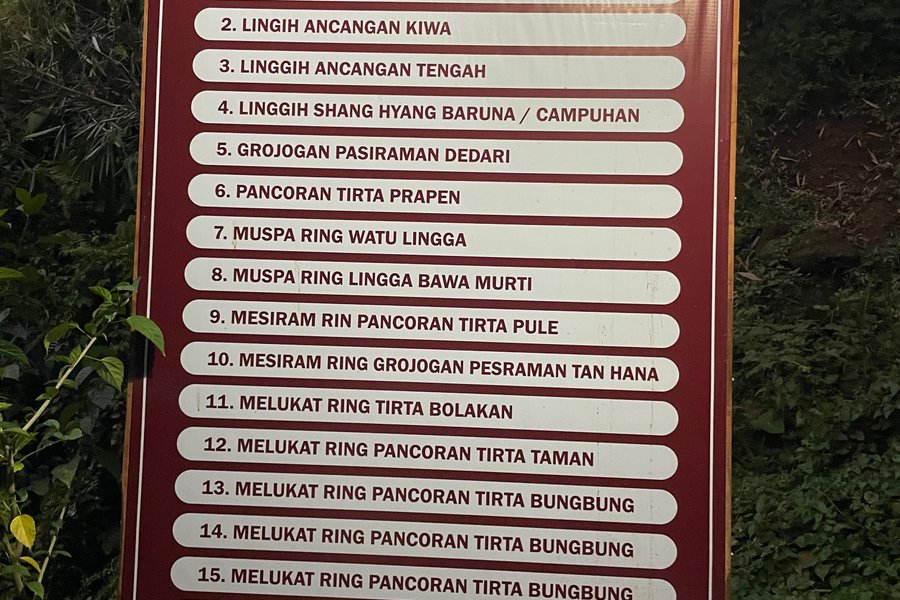 2. LINGIH ANCANGAN KIWA
3. LINGGIH ANCANGAN TENGAH
4. LINGGIH SHANG HYANG BARUNA / CAMPUHAN
5. GROJOGAN PASIRAMAN DEDARI
6. PANCORAN TIRTA PRAPEN
7. MUSPA RING WATU LINGGA
8. MUSPA RING LINGGA BAWA MURTI
9. MESIRAM RIN PANCORAN TIRTA PULE
10. MESIRAM RING GROJOGAN PESRAMAN TAN HANA
11. MELUKAT RING TIRTA BOLAKAN
12. MELUKAT RING PANCORAN TIRTA TAMAN
13. MELUKAT RING PANCORAN TIRTA BUNGBUNG
14. MELUKAT RING PANCORAN TIRTA BUNGBUNG
15. MELUKAT RING PANCORAN TIRTA BUNGBUNG